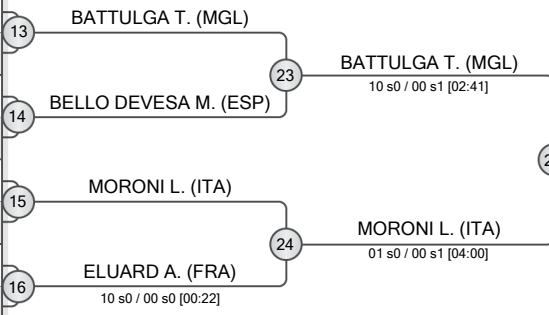 13
BATTULGA T. (MGL)
23
BATTULGA T. (MGL)
10 s0 / 00 s1 [02:41]
14
BELLO DEVESA M. (ESP)
15
MORONI L. (ITA)
24
MORONI L. (ITA)
01 s0 / 00 s1 [04:00]
16
ELUARD A. (FRA)
10 s0 / 00 s0 [00:22]